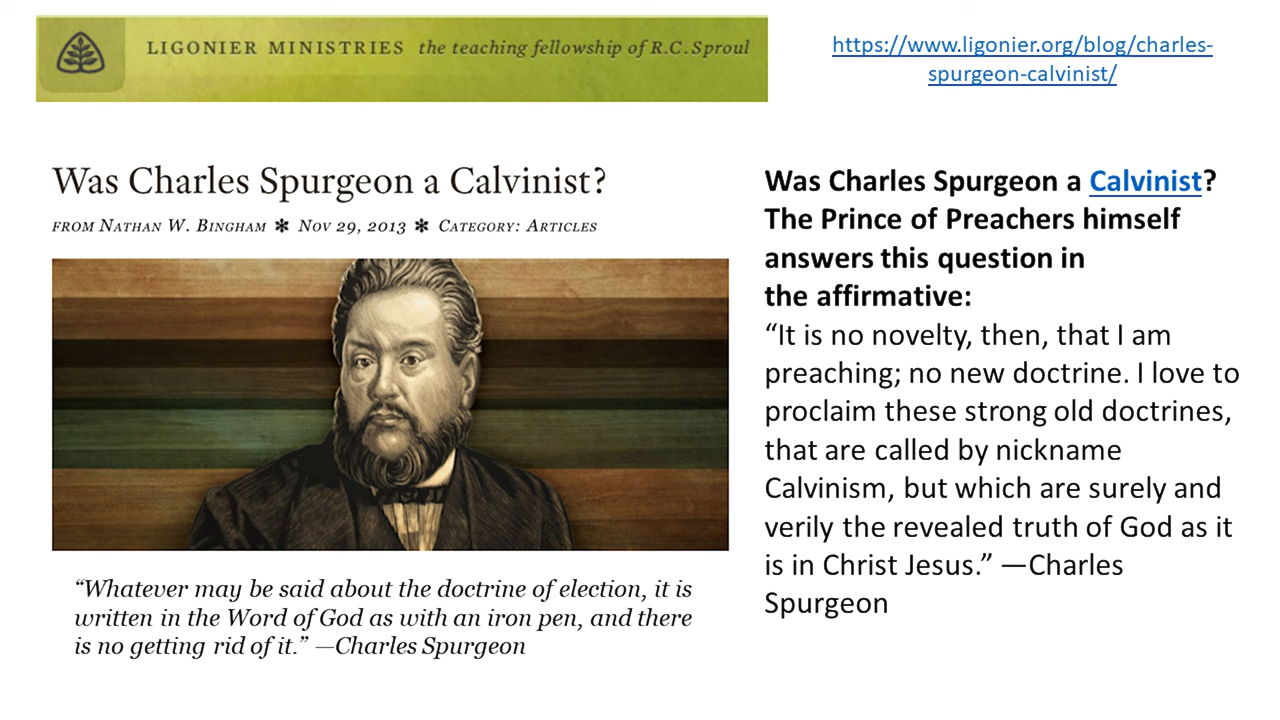 LIGONIER MINISTRIES the teaching fellowship of R.C. Sproul
https://www.ligonier.org/blog/charles-
spurgeon-calvinist/
Was Charles Spurgeon a Calvinist?
FROM NATHAN W. BINGHAM ✻ NOV 29, 2013 ✻ CATEGORY: ARTICLES
“Whatever may be said about the doctrine of election, it is
written in the Word of God as with an iron pen, and there
is no getting rid of it.” —Charles Spurgeon
Was Charles Spurgeon a Calvinist?
The Prince of Preachers himself
answers this question in
the affirmative:
“It is no novelty, then, that I am
preaching; no new doctrine. I love to
proclaim these strong old doctrines,
that are called by nickname
Calvinism, but which are surely and
verily the revealed truth of God as it
is in Christ Jesus.” —Charles
Spurgeon